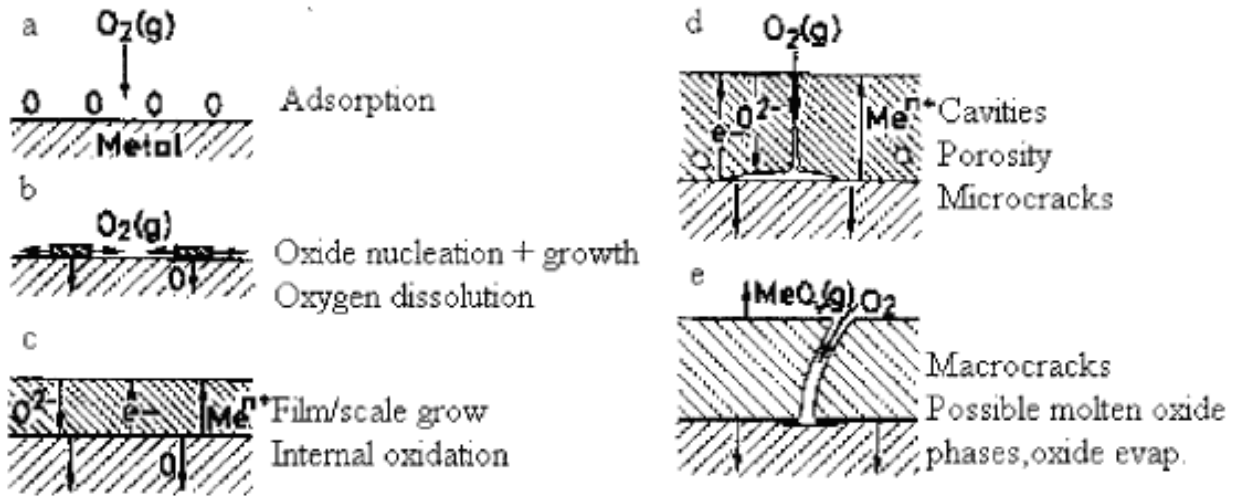 a
O2(g)
O O O O
Adsorption
Metal
b
O2(g)
O
Oxide nucleation + growth
Oxygen dissolution
c
O2- e- Men+
Film/scale grow
Internal oxidation
O
d
O2(g)
e- O2- Men+
Cavities
Porosity
Microcracks
e
MeOx(g) O2
Macrocracks
Possible molten oxide
phases,oxide evap.